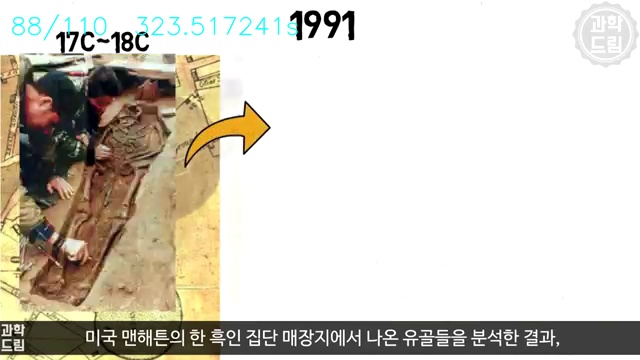 88/110, 323.517241s
1991
과학
드림
17C~18C
과학
드림
미국 맨해튼의 한 흑인 집단 매장지에서 나온 유골들을 분석한 결과,